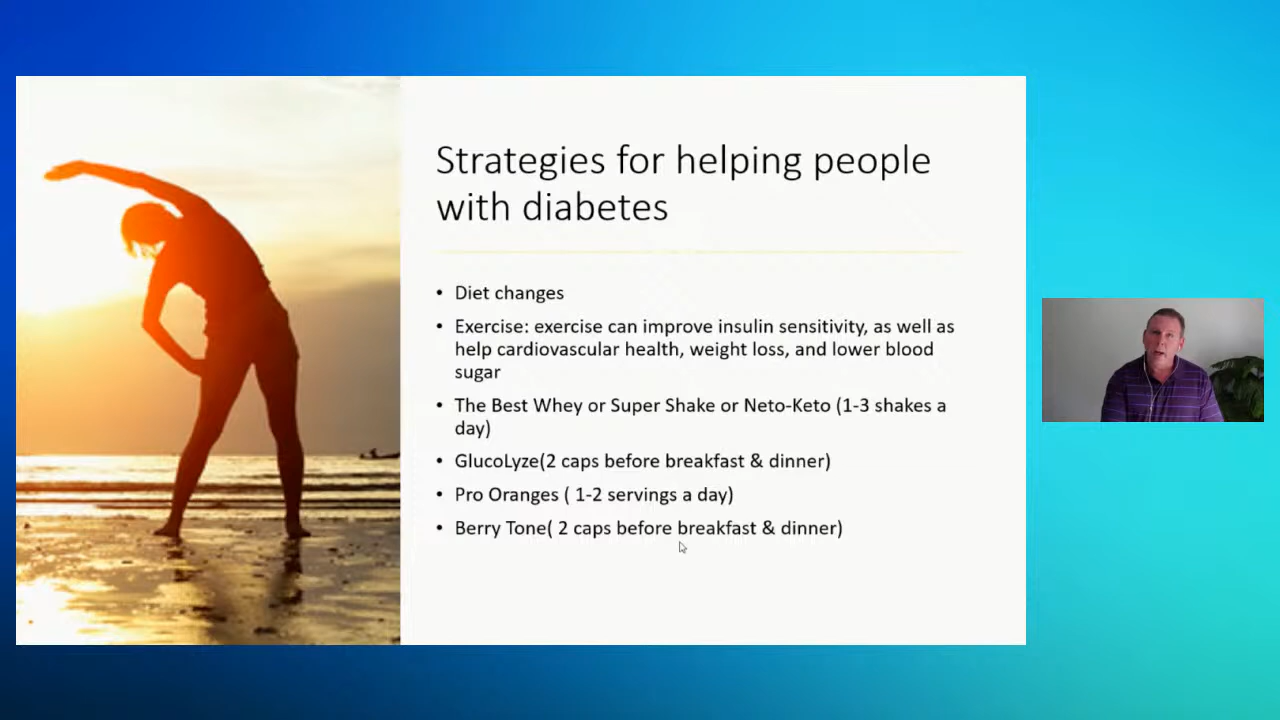 Strategies for helping people
with diabetes
• Diet changes
• Exercise: exercise can improve insulin sensitivity, as well as
help cardiovascular health, weight loss, and lower blood
sugar
• The Best Whey or Super Shake or Neto-Keto (1-3 shakes a
day)
• GlucoLyze(2 caps before breakfast & dinner)
• Pro Oranges ( 1-2 servings a day)
• Berry Tone( 2 caps before breakfast & dinner)